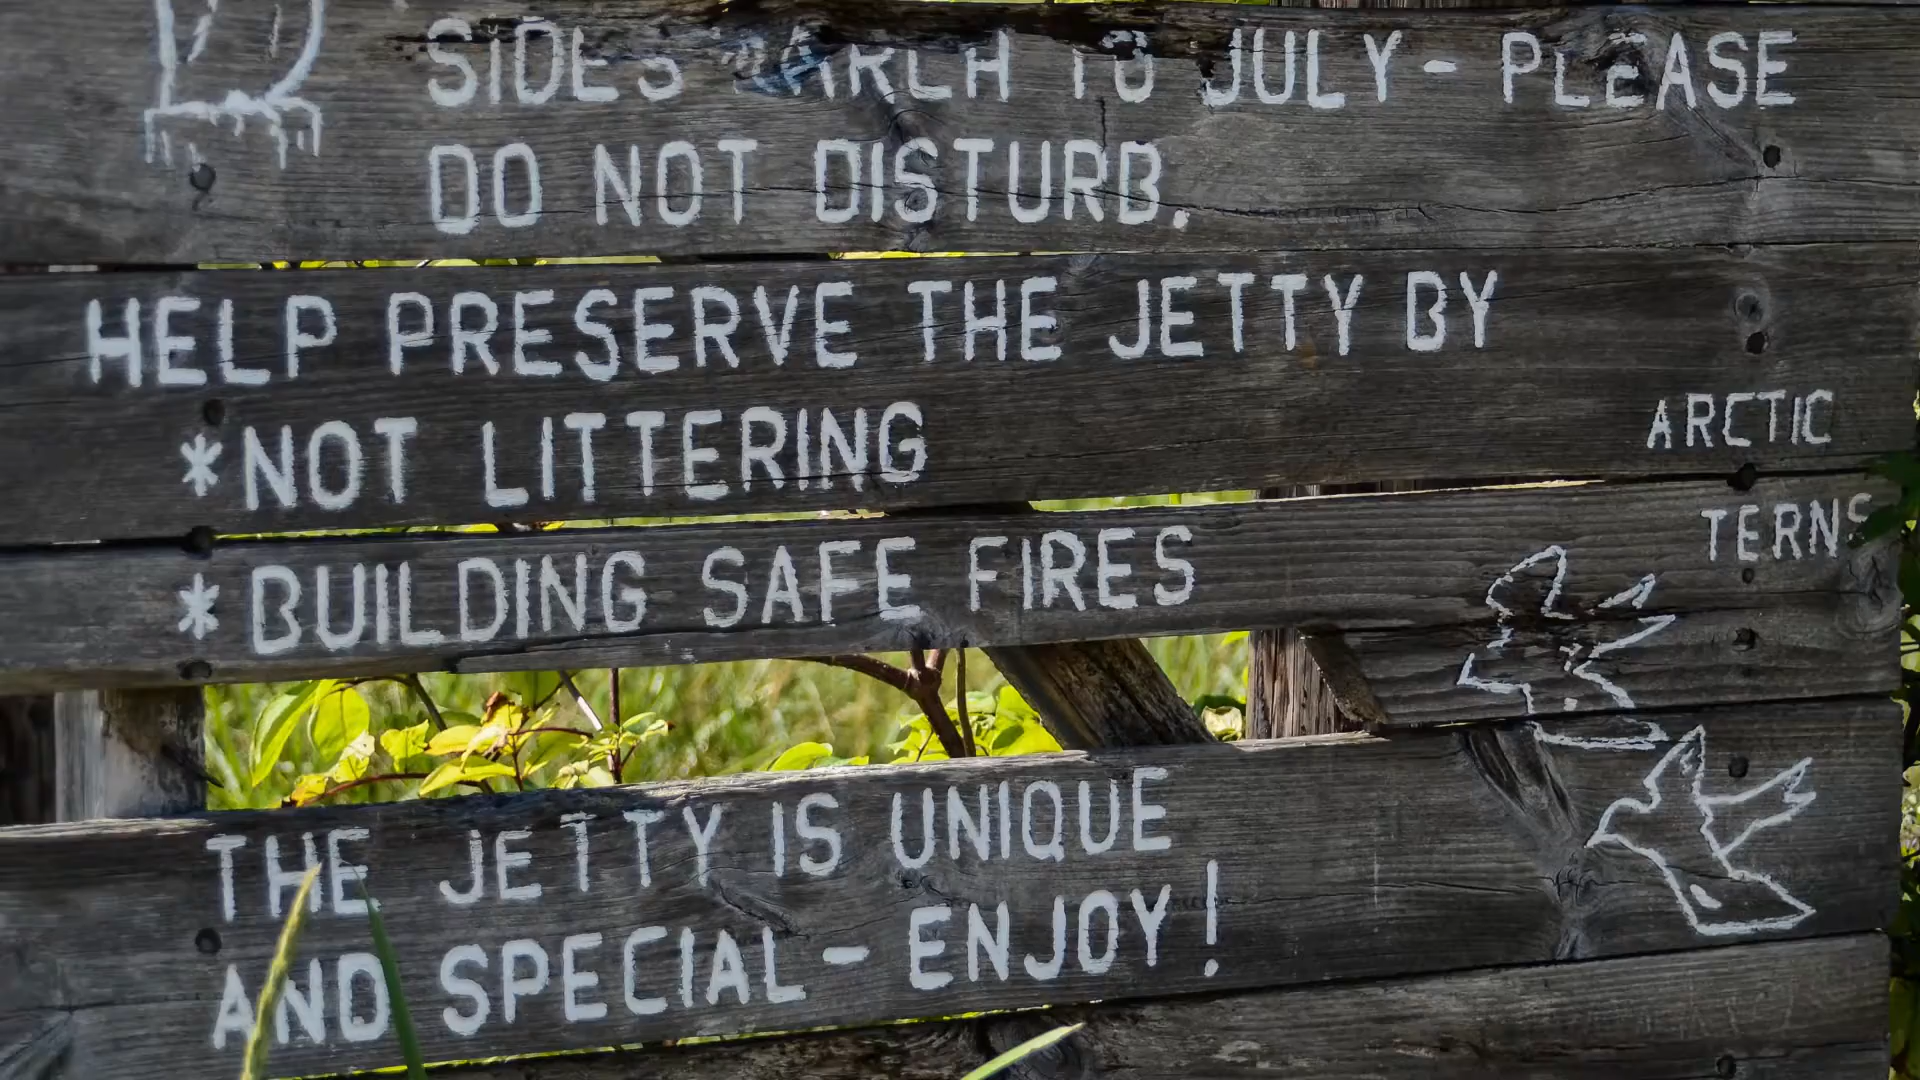 SIDES MARCH TO JULY - PLEASE
DO NOT DISTURB.
HELP PRESERVE THE JETTY BY
*NOT LITTERING
*BUILDING SAFE FIRES
ARCTIC
TERNS
THE JETTY IS UNIQUE
AND SPECIAL - ENJOY!